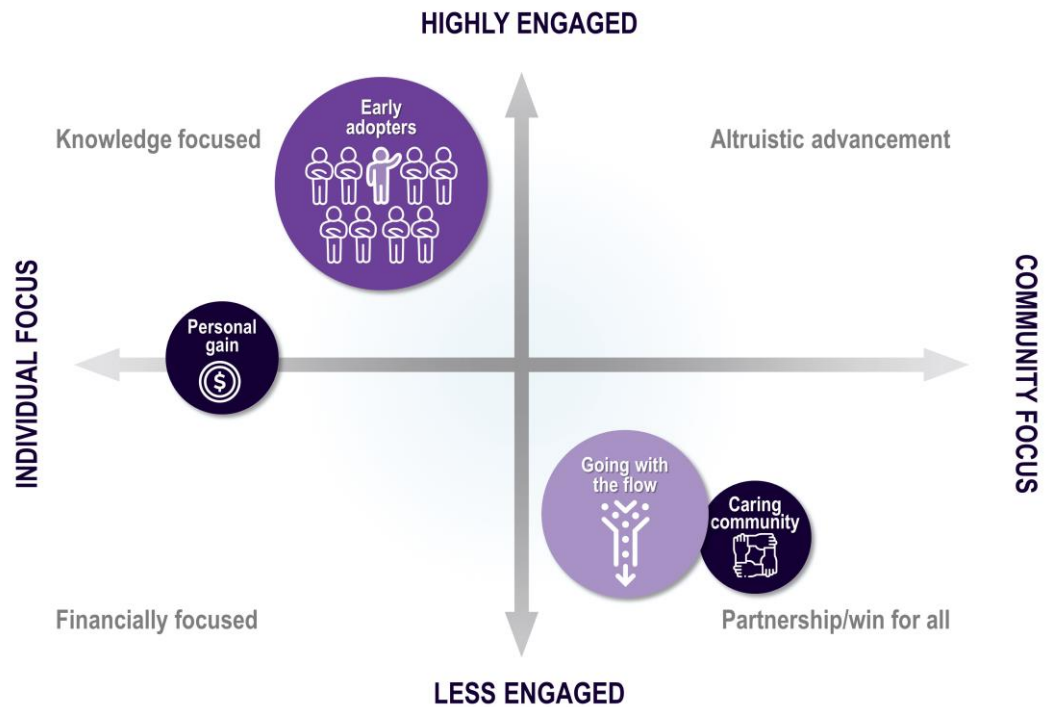 HIGHLY ENGAGED
Knowledge focused
Early
adopters
Altruistic advancement
INDIVIDUAL FOCUS
Personal
gain
$
COMMUNITY FOCUS
Going with
the flow
Caring
community
Financially focused
Partnership/win for all
LESS ENGAGED